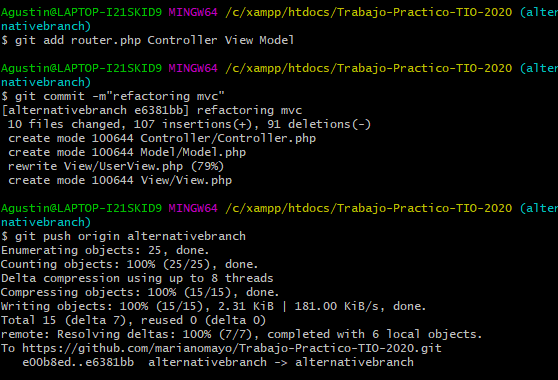 Agustin@LAPTOP-I21SKID9 MINGW64 /c/xampp/htdocs/Trabajo-Practico-TIO-2020 (alter
nativebranch)
$ git add router.php Controller View Model
Agustin@LAPTOP-I21SKID9 MINGW64 /c/xampp/htdocs/Trabajo-Practico-TIO-2020 (alter
nativebranch)
$ git commit -m"refactoring mvc"
[alternativebranch e6381bb] refactoring mvc
 10 files changed, 107 insertions(+), 91 deletions(-)
 create mode 100644 Controller/Controller.php
 create mode 100644 Model/Model.php
 rewrite View/UserView.php (79%)
 create mode 100644 View/View.php
Agustin@LAPTOP-I21SKID9 MINGW64 /c/xampp/htdocs/Trabajo-Practico-TIO-2020 (alter
nativebranch)
$ git push origin alternativebranch
Enumerating objects: 25, done.
Counting objects: 100% (25/25), done.
Delta compression using up to 8 threads
Compressing objects: 100% (15/15), done.
Writing objects: 100% (15/15), 2.31 KiB | 181.00 KiB/s, done.
Total 15 (delta 7), reused 0 (delta 0)
remote: Resolving deltas: 100% (7/7), completed with 6 local objects.
To https://github.com/marianomayo/Trabajo-Practico-TIO-2020.git
   e00b8ed..e6381bb  alternativebranch -> alternativebranch